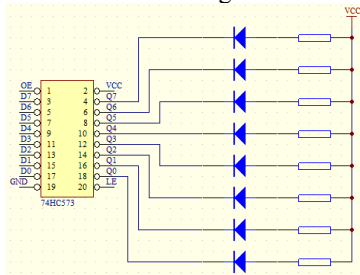 VCC
OE 1 2 VCC
D7 3 4 Q7
D6 5 6 Q6
D5 7 8 Q5
D4 9 10 Q4
D3 11 12 Q3
D2 13 14 Q2
D1 15 16 Q1
D0 17 18 Q0
GND 19 20 LE
74HC573